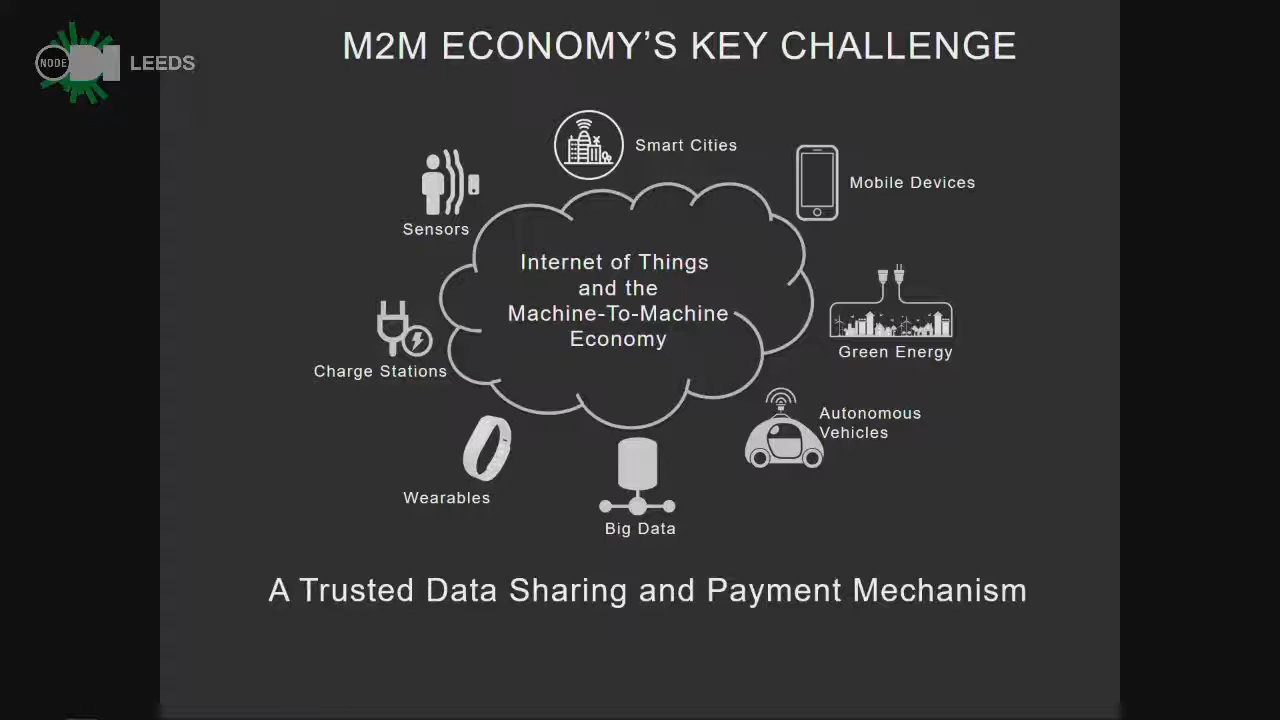 M2M ECONOMY'S KEY CHALLENGE
NODE
LEEDS
Smart Cities
Mobile Devices
Sensors
Internet of Things
and the
Machine-To-Machine
Economy
Green Energy
Charge Stations
Autonomous
Vehicles
Wearables
Big Data
A Trusted Data Sharing and Payment Mechanism